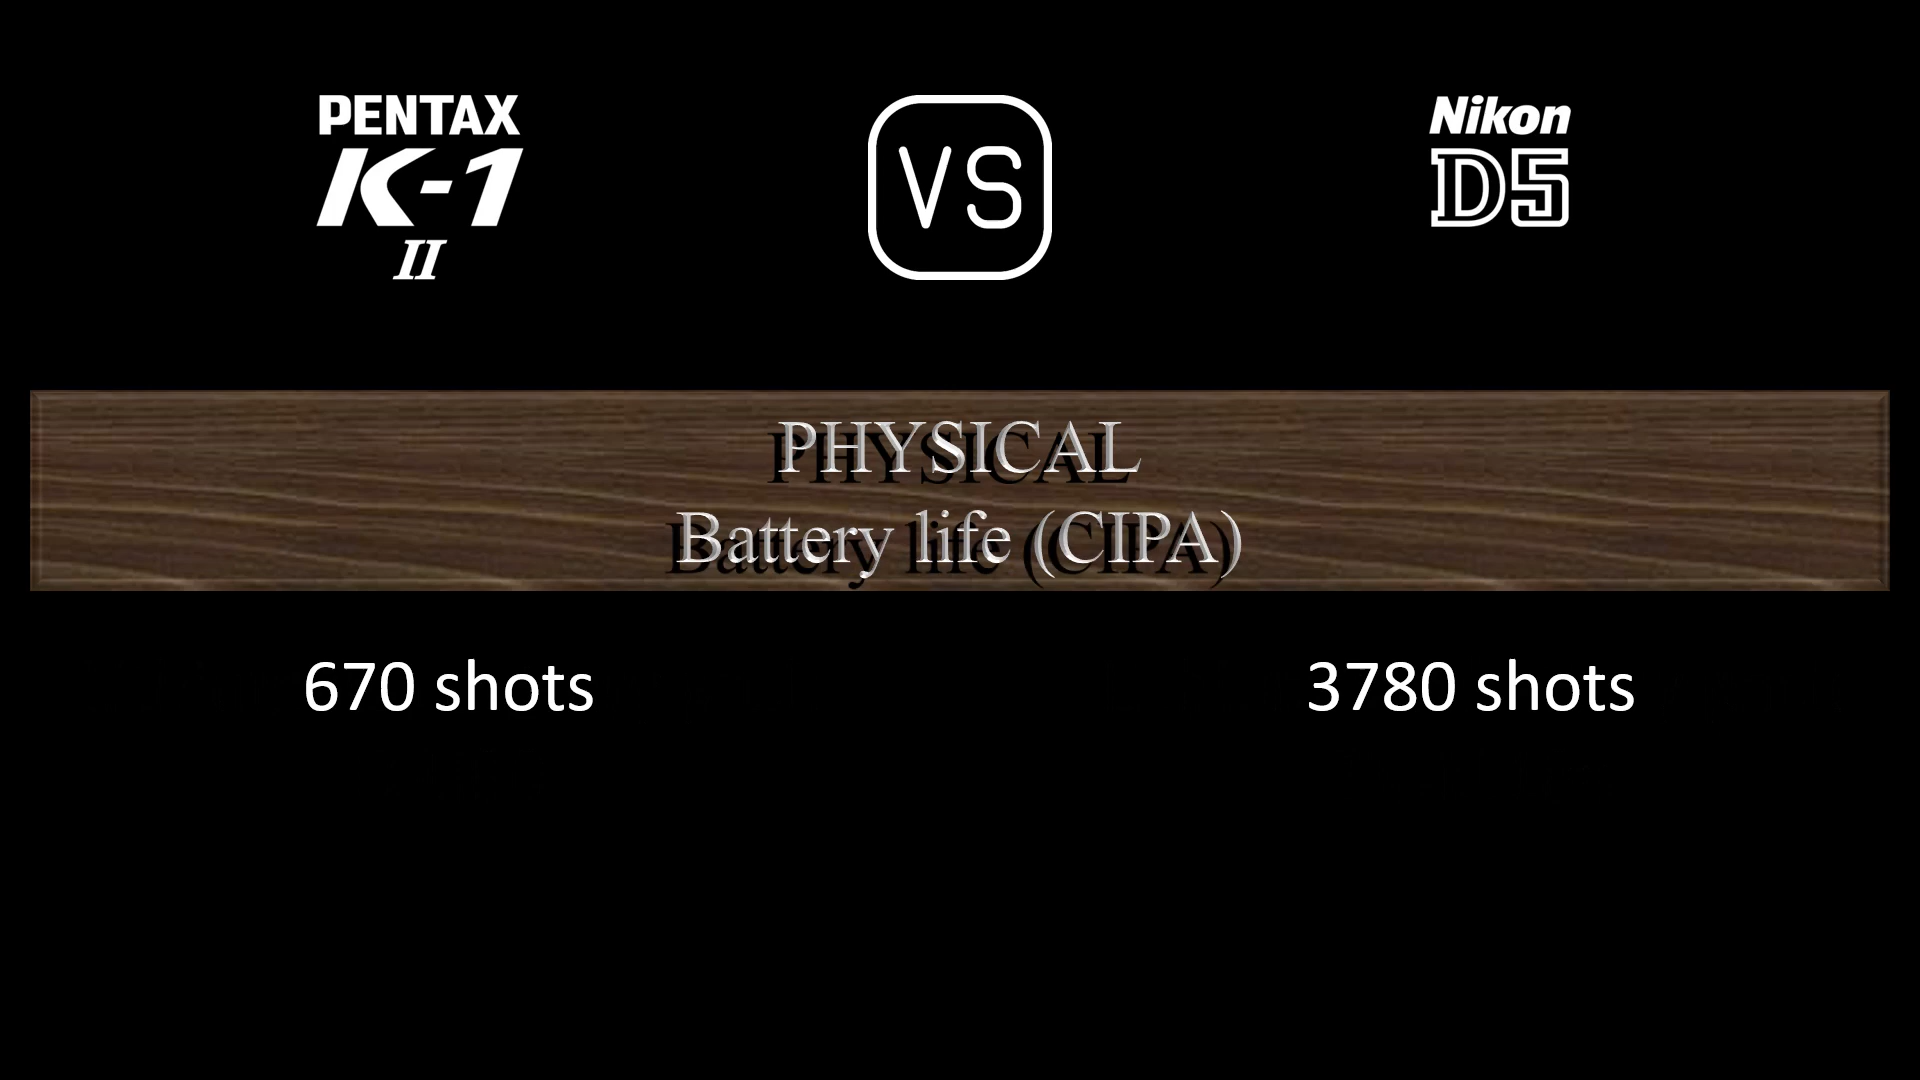 PENTAX
K-1
II
VS
Nikon
D5
PHYSICAL
Battery life (CIPA)
670 shots
3780 shots